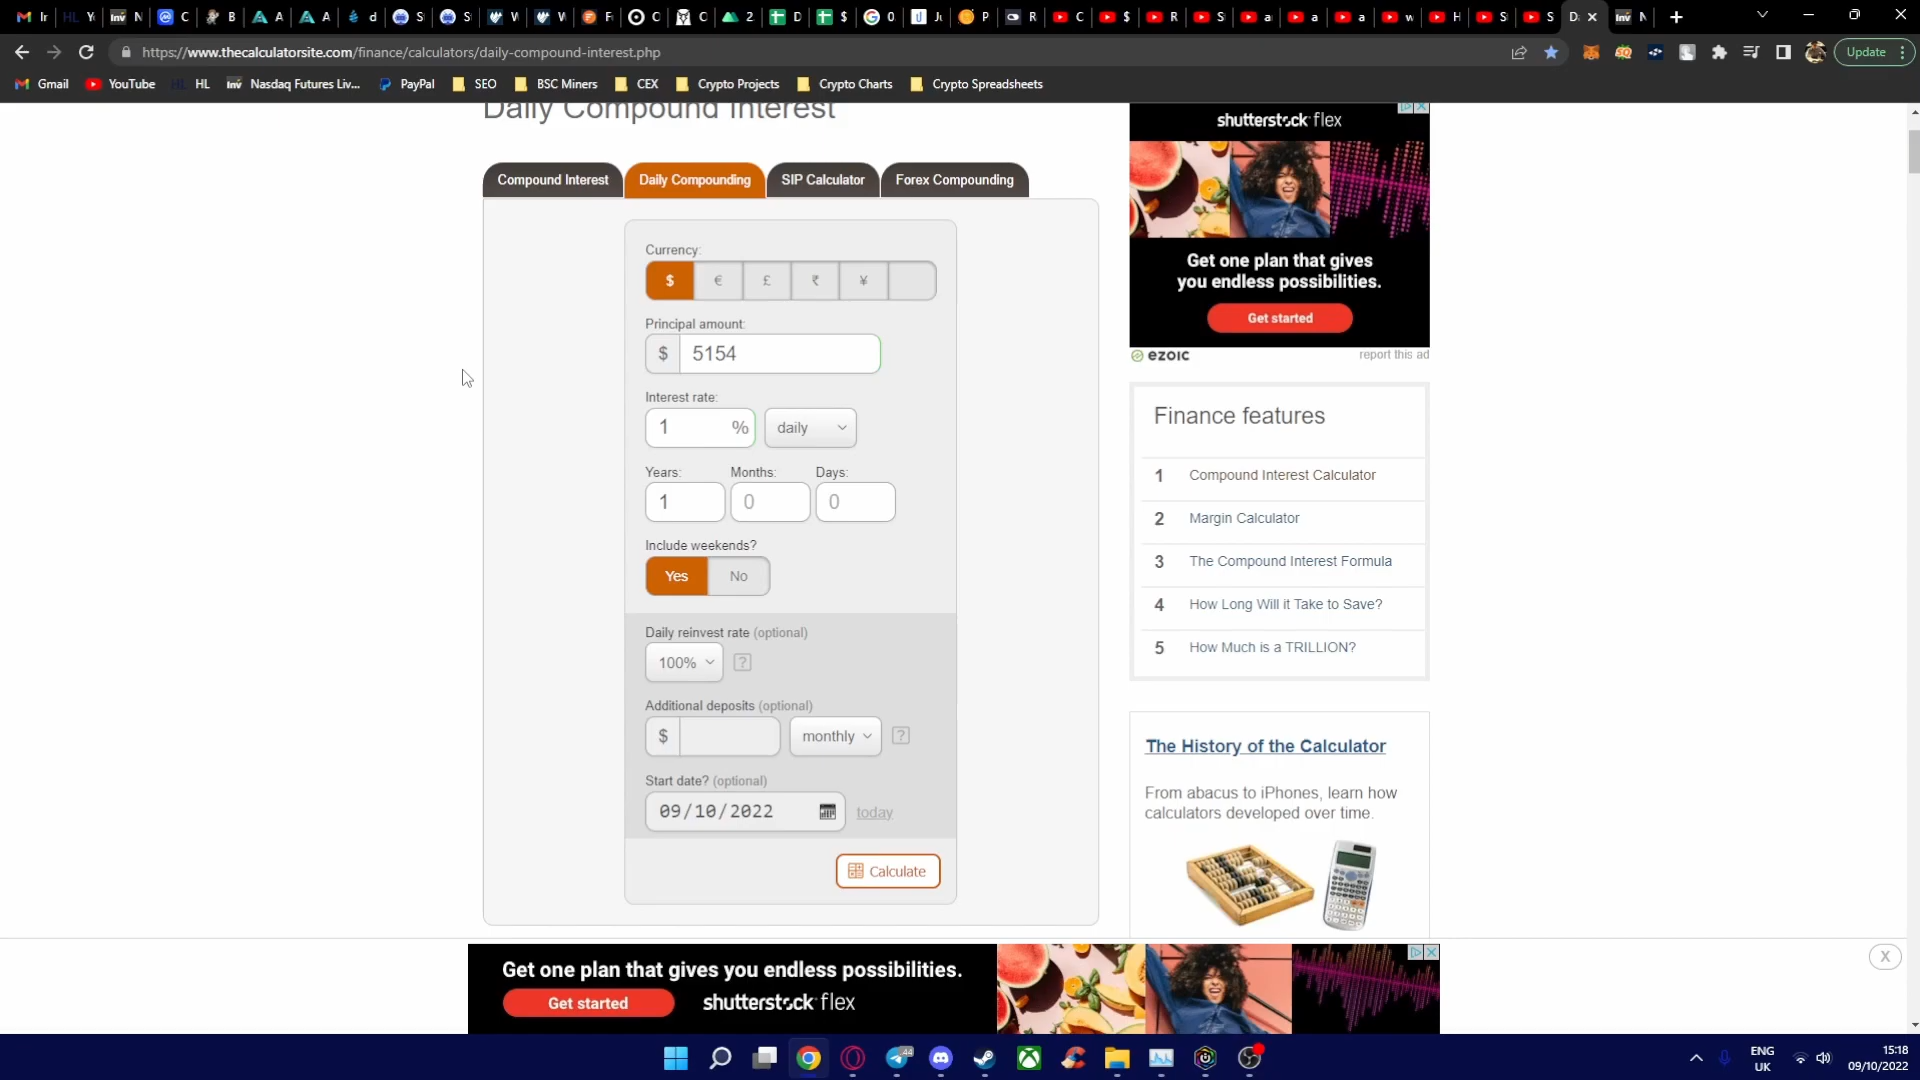 https://www.thecalculatorsite.com/finance/calculators/daily-compound-interest.php
Update
Gmail
YouTube
HL
Nasdaq Futures Liv...
PayPal
SEO
BSC Miners
CEX
Crypto Projects
Crypto Charts
Crypto Spreadsheets
Daily Compound Interest
Compound Interest
Daily Compounding
SIP Calculator
Forex Compounding
Currency:
$ € £ ₹ ¥
Principal amount:
$ 5154
Interest rate:
1 % daily
Years: Months: Days:
1 0 0
Include weekends?
Yes No
Daily reinvest rate (optional)
100% ?
Additional deposits (optional)
$ monthly ?
Start date? (optional)
09/10/2022 today
Calculate
shutterstock flex
Get one plan that gives
you endless possibilities.
Get started
ezoic
report this ad
Finance features
1 Compound Interest Calculator
2 Margin Calculator
3 The Compound Interest Formula
4 How Long Will it Take to Save?
5 How Much is a TRILLION?
The History of the Calculator
From abacus to iPhones, learn how
calculators developed over time.
Get one plan that gives you endless possibilities.
Get started
shutterstock flex
X
44
ENG
UK
15:18
09/10/2022